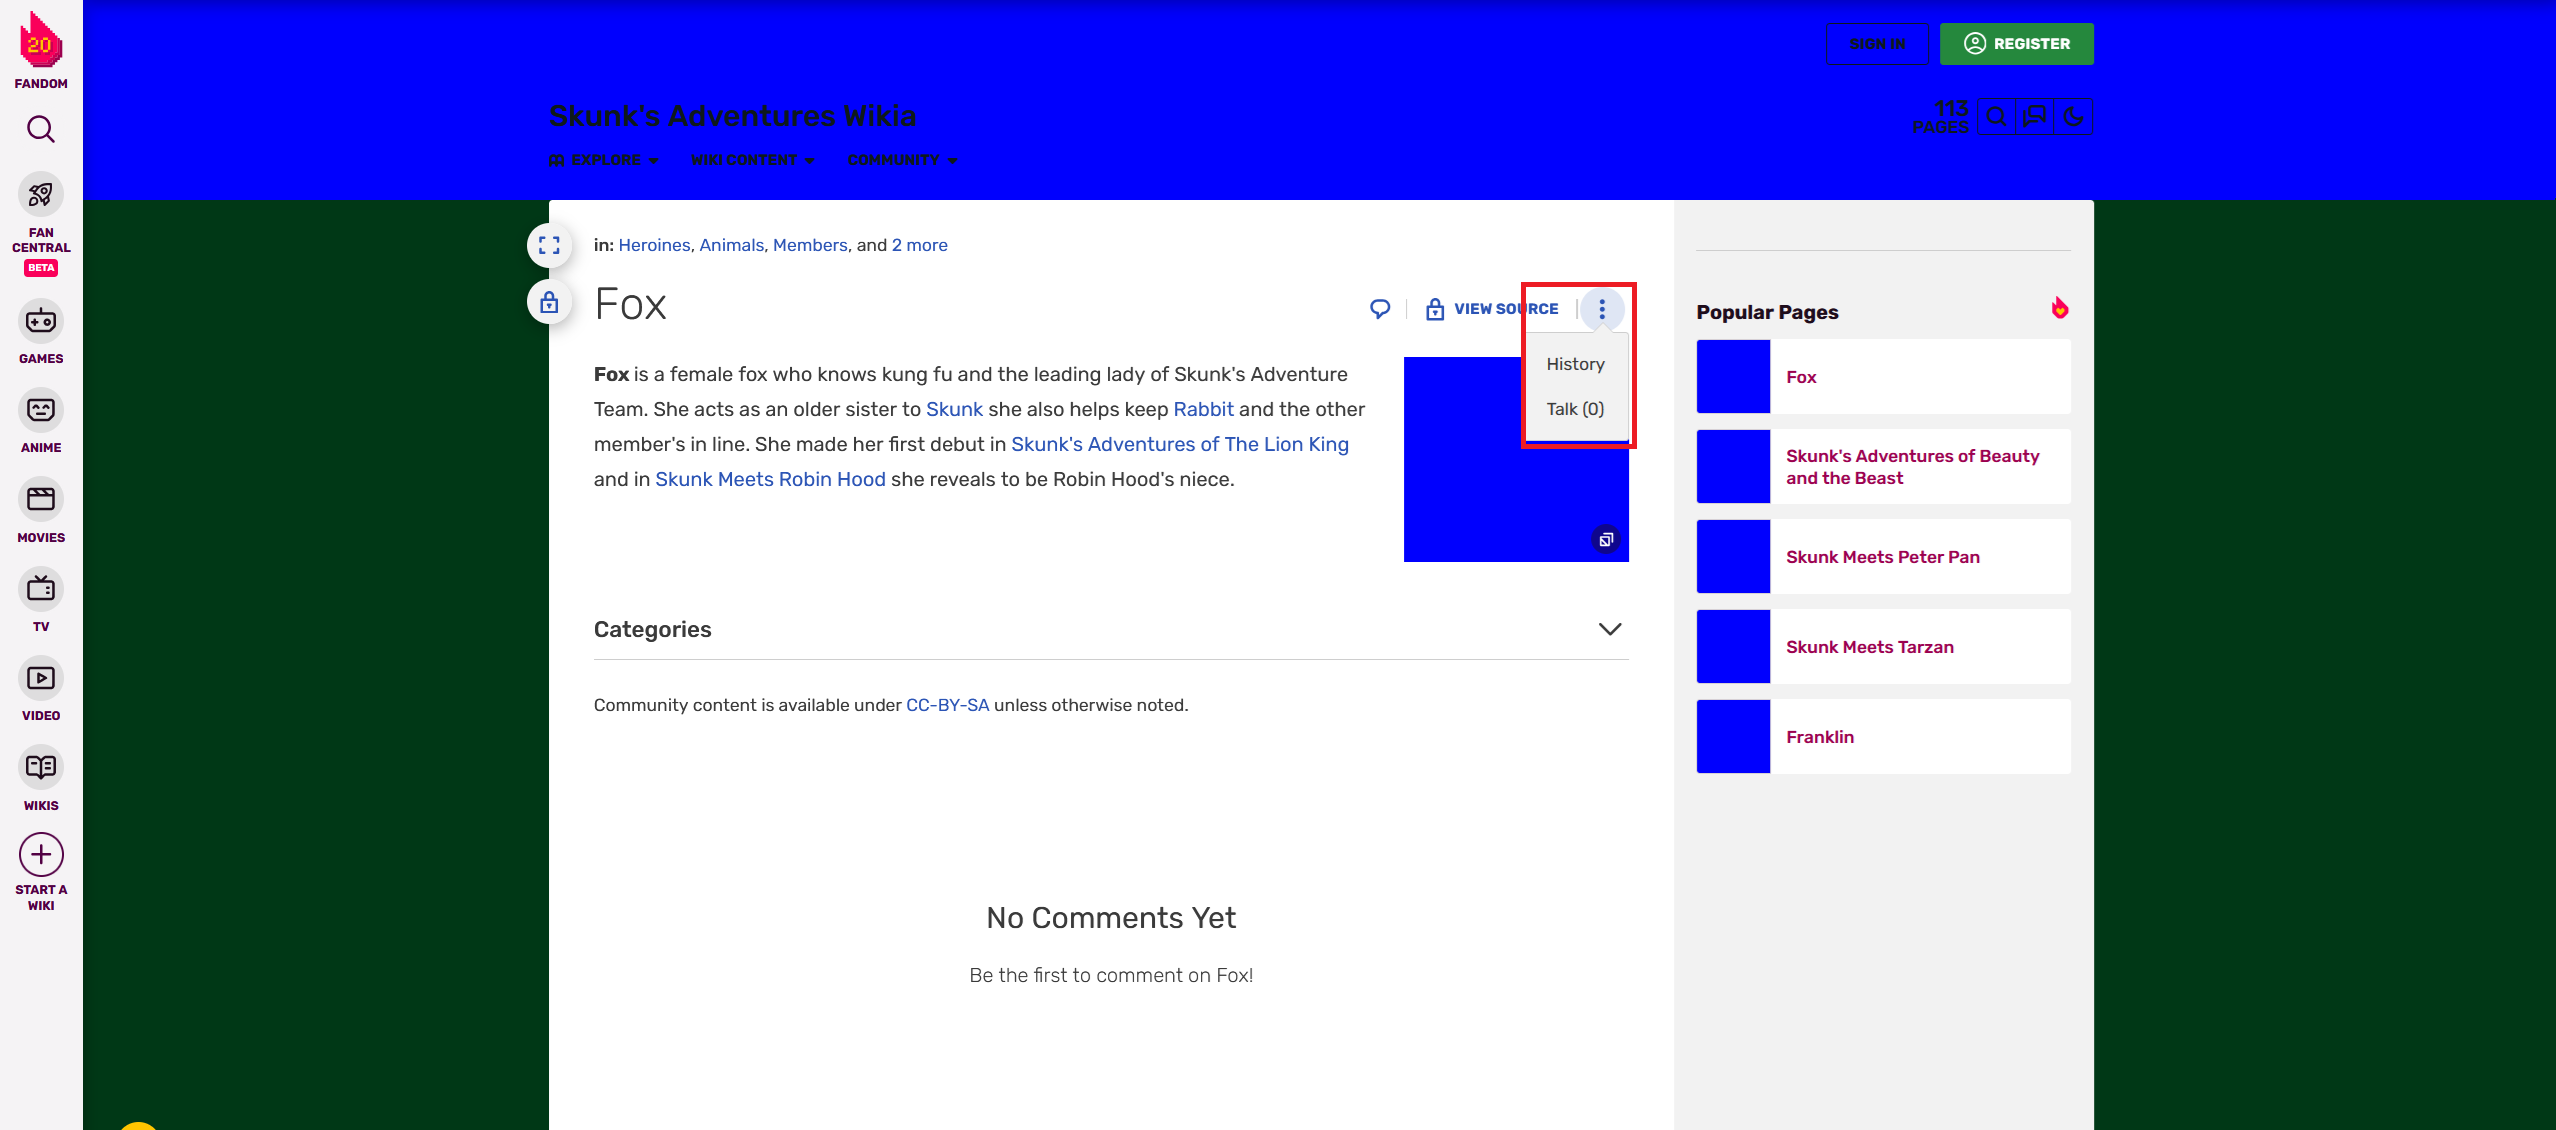 20
FANDOM
FAN
CENTRAL
BETA
GAMES
ANIME
MOVIES
TV
VIDEO
WIKIS
START A
WIKI
SIGN IN
REGISTER
Skunk's Adventures Wikia
113
PAGES
EXPLORE
WIKI CONTENT
COMMUNITY
in: Heroines, Animals, Members, and 2 more
Fox
VIEW SOURCE
History
Talk (0)
Fox is a female fox who knows kung fu and the leading lady of Skunk's Adventure
Team. She acts as an older sister to Skunk she also helps keep Rabbit and the other
member's in line. She made her first debut in Skunk's Adventures of The Lion King
and in Skunk Meets Robin Hood she reveals to be Robin Hood's niece.
Categories
Community content is available under CC-BY-SA unless otherwise noted.
No Comments Yet
Be the first to comment on Fox!
Popular Pages
Fox
Skunk's Adventures of Beauty
and the Beast
Skunk Meets Peter Pan
Skunk Meets Tarzan
Franklin